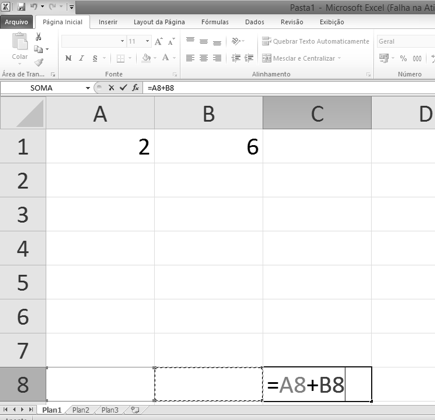 Pasta1 - Microsoft Excel (Falha na Ati
Arquivo Página Inicial Inserir Layout da Página Fórmulas Dados Revisão Exibição
Colar
11
N I S
Quebrar Texto Automaticamente
Mesclar e Centralizar
Geral
% 000
Área de Tran... Fonte Alinhamento Número
SOMA fx =A8+B8
A B C D
1 2 6
2
3
4
5
6
7
8 =A8+B8
Plan1 Plan2 Plan3